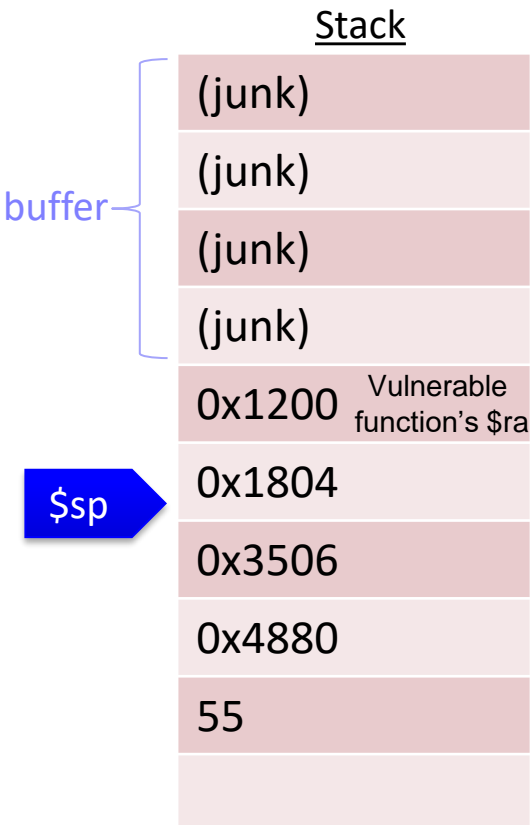 Stack
(junk)
(junk)
buffer
(junk)
(junk)
0x1200
Vulnerable
function's $ra
$sp
0x1804
0x3506
0x4880
55